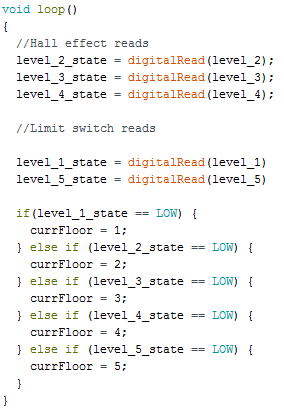 void loop()
{
  //Hall effect reads
  level_2_state = digitalRead(level_2);
  level_3_state = digitalRead(level_3);
  level_4_state = digitalRead(level_4);

  //Limit switch reads

  level_1_state = digitalRead(level_1)
  level_5_state = digitalRead(level_5)

  if(level_1_state == LOW) {
    currFloor = 1;
  } else if (level_2_state == LOW) {
    currFloor = 2;
  } else if (level_3_state == LOW) {
    currFloor = 3;
  } else if (level_4_state == LOW) {
    currFloor = 4;
  } else if (level_5_state == LOW) {
    currFloor = 5;
  }
}